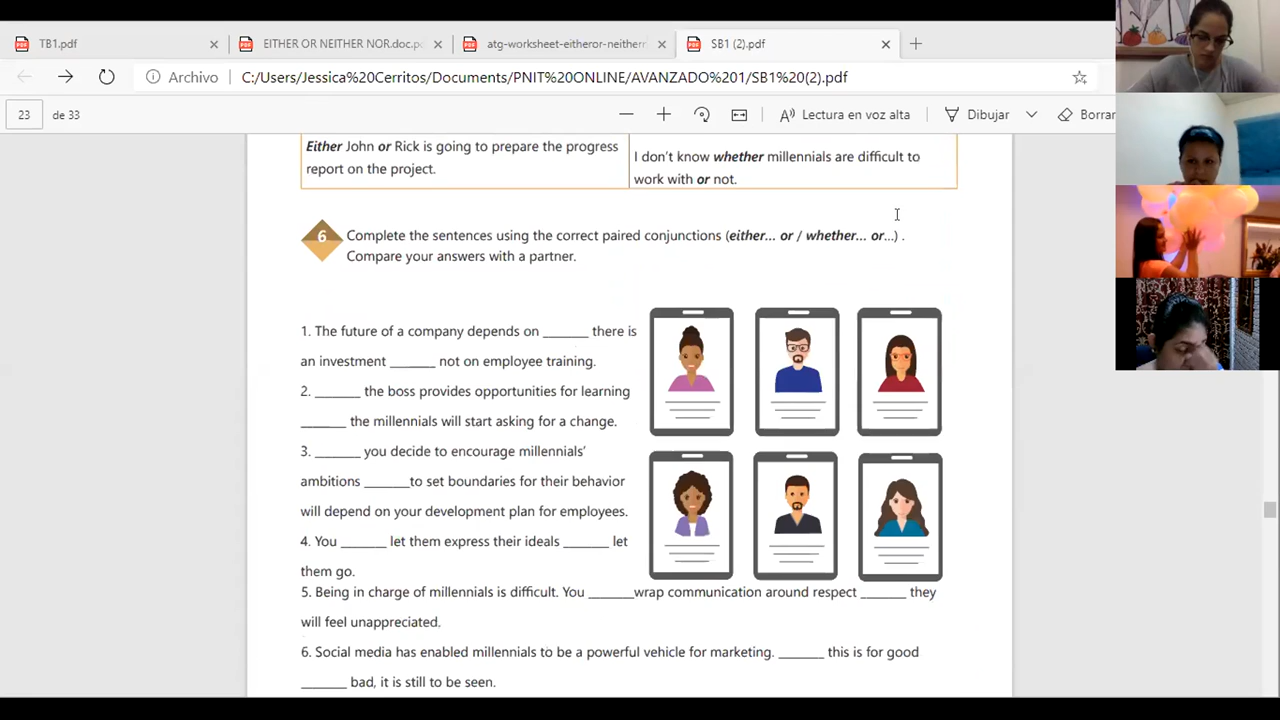 TB1.pdf
EITHER OR NEITHER NOR.doc.pd
atg-worksheet-eitheror-neithern
SB1 (2).pdf
Archivo C:/Users/Jessica%20Cerritos/Documents/PNIT%20ONLINE/AVANZADO%201/SB1%20(2).pdf
23 de 33
Lectura en voz alta
Dibujar
Borrar
Either John or Rick is going to prepare the progress
report on the project.
I don't know whether millennials are difficult to
work with or not.
6 Complete the sentences using the correct paired conjunctions (either... or / whether... or...) .
Compare your answers with a partner.
1. The future of a company depends on _______ there is
an investment _______ not on employee training.
2. _______ the boss provides opportunities for learning
_______ the millennials will start asking for a change.
3. _______ you decide to encourage millennials'
ambitions _______to set boundaries for their behavior
will depend on your development plan for employees.
4. You _______ let them express their ideals _______ let
them go.
5. Being in charge of millennials is difficult. You _______wrap communication around respect _______ they
will feel unappreciated.
6. Social media has enabled millennials to be a powerful vehicle for marketing. _______ this is for good
_______ bad, it is still to be seen.